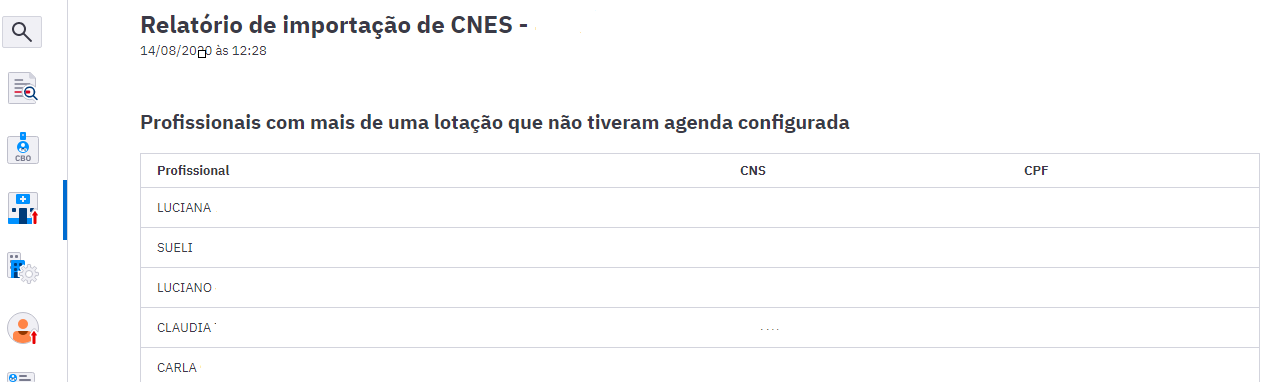 Relatório de importação de CNES -
14/08/2020 às 12:28
Profissionais com mais de uma lotação que não tiveram agenda configurada
Profissional CNS CPF
LUCIANA
SUELI
CBO
LUCIANO
CLAUDIA
CARLA